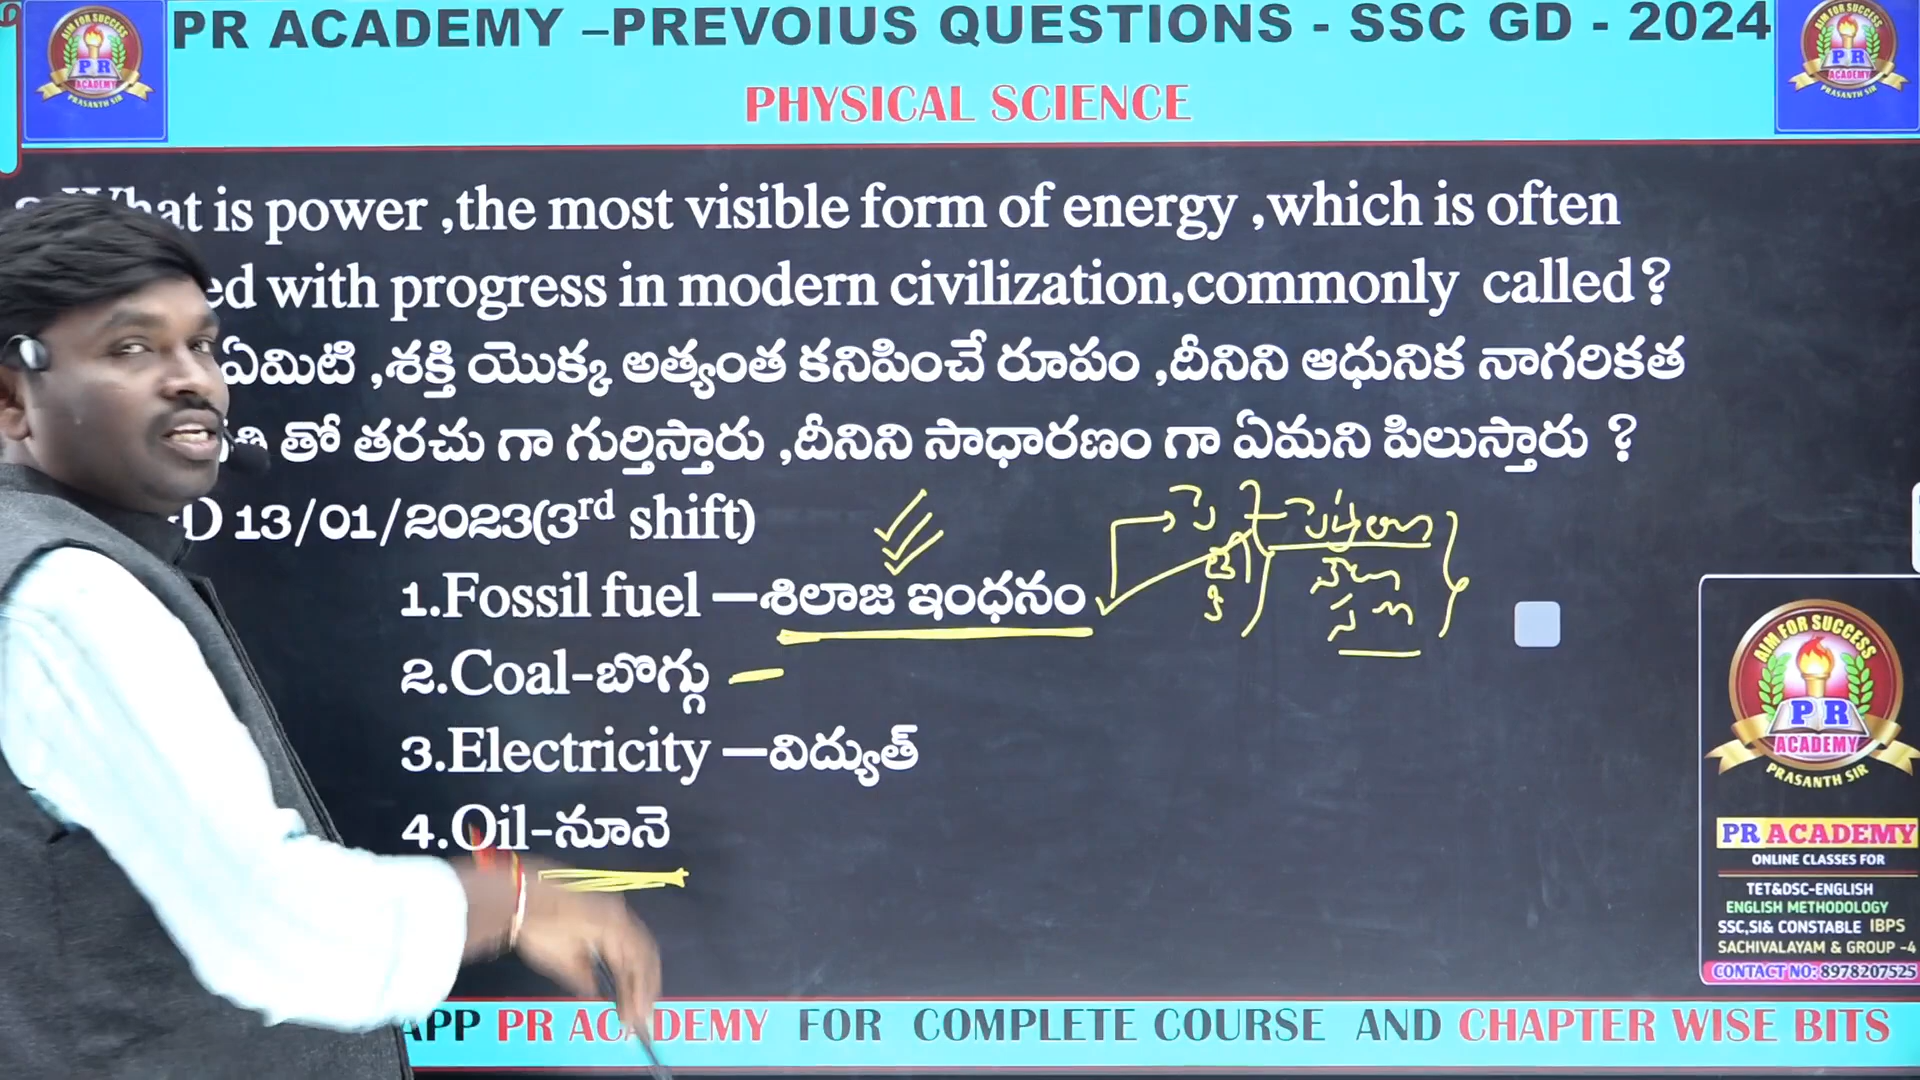 PR ACADEMY –PREVOIUS QUESTIONS - SSC GD - 2024
PHYSICAL SCIENCE
What is power ,the most visible form of energy ,which is often
with progress in modern civilization,commonly called?
ఏమిటి ,శక్తి యొక్క అత్యంత కనిపించే రూపం ,దీనిని ఆధునిక నాగరికత
తో తరచు గా గుర్తిస్తారు ,దీనిని సాధారణం గా ఏమని పిలుస్తారు ?
D 13/01/2023(3rd shift)
1.Fossil fuel –శిలాజ ఇంధనం
2.Coal-బొగ్గు
3.Electricity –విద్యుత్
4.Oil-నూనె
AIM FOR SUCCESS
PR
ACADEMY
PRASANTH SIR
PR ACADEMY
ONLINE CLASSES FOR
TET&DSC-ENGLISH
ENGLISH METHODOLOGY
SSC,SI& CONSTABLE IBPS
SACHIVALAYAM & GROUP -4
CONTACT NO: 8978207525
APP PR ACADEMY FOR COMPLETE COURSE AND CHAPTER WISE BITS